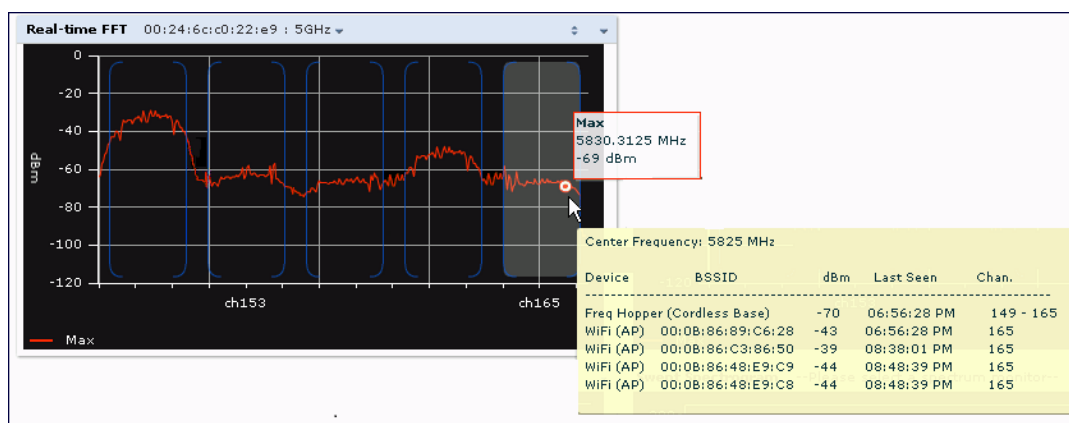 Real-time FFT 00:24:6c:c0:22:e9 : 5GHz
0
-20
-40
-60
-80
-100
-120
dBm
ch153 ch165
Max
Max
5830.3125 MHz
-69 dBm
Center Frequency: 5825 MHz
Device BSSID dBm Last Seen Chan.
Freq Hopper (Cordless Base) -70 06:56:28 PM 149 - 165
WiFi (AP) 00:0B:86:89:C6:28 -43 06:56:28 PM 165
WiFi (AP) 00:0B:86:C3:86:50 -39 08:38:01 PM 165
WiFi (AP) 00:0B:86:48:E9:C9 -44 08:48:39 PM 165
WiFi (AP) 00:0B:86:48:E9:C8 -44 08:48:39 PM 165